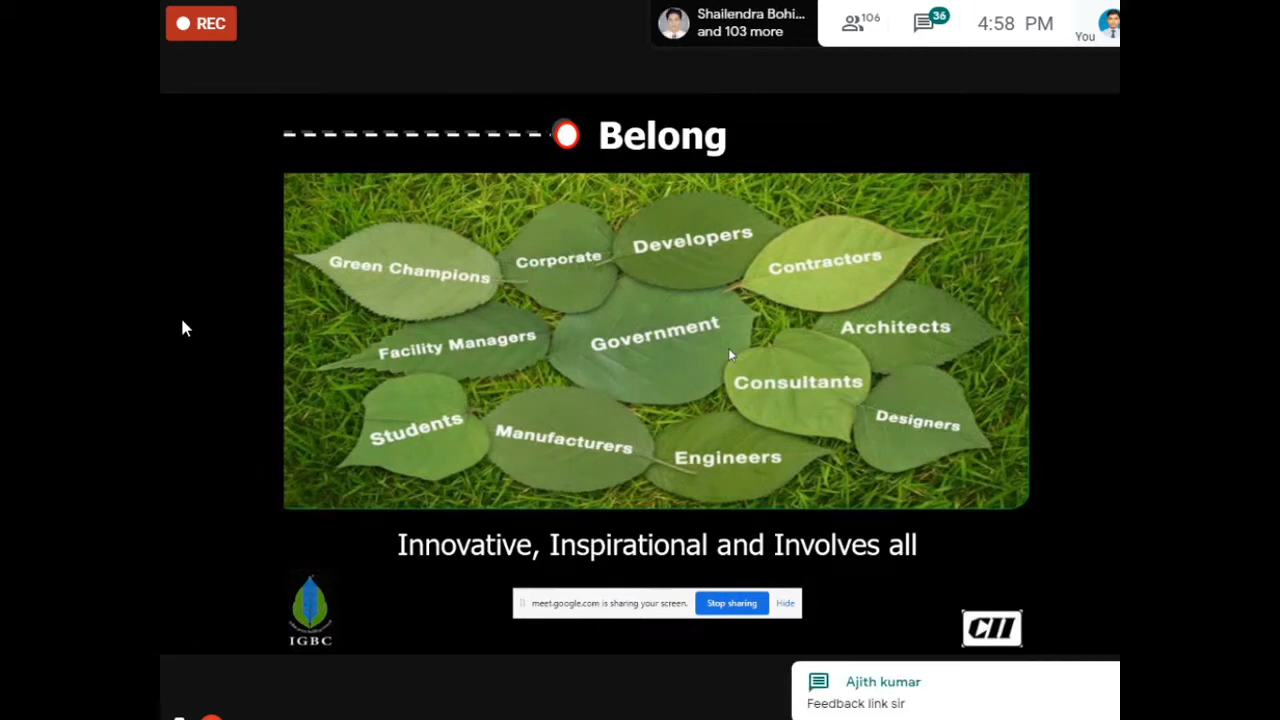 REC
Shailendra Bohi...
and 103 more
106
36
4:58 PM
You
Belong
Green Champions
Corporate
Developers
Contractors
Facility Managers
Government
Architects
Consultants
Students
Manufacturers
Engineers
Designers
Innovative, Inspirational and Involves all
meet.google.com is sharing your screen.
Stop sharing
Hide
IGBC
CII
Ajith kumar
Feedback link sir